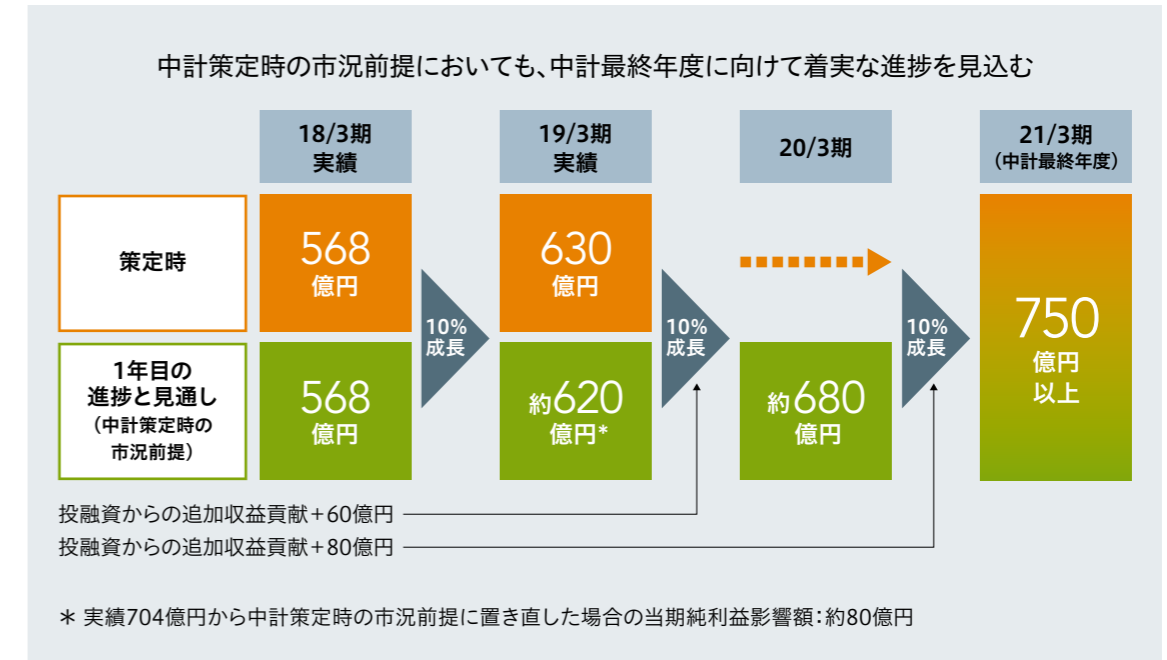 中計策定時の市況前提においても、中計最終年度に向けて着実な進捗を見込む
18/3期
実績
19/3期
実績
20/3期
21/3期
（中計最終年度）
策定時
568
億円
630
億円
10%
成長
10%
成長
10%
成長
750
億円
以上
1年目の
進捗と見通し
（中計策定時の
市況前提）
568
億円
約620
億円*
約680
億円
投融資からの追加収益貢献＋60億円
投融資からの追加収益貢献＋80億円
＊ 実績704億円から中計策定時の市況前提に置き直した場合の当期純利益影響額：約80億円